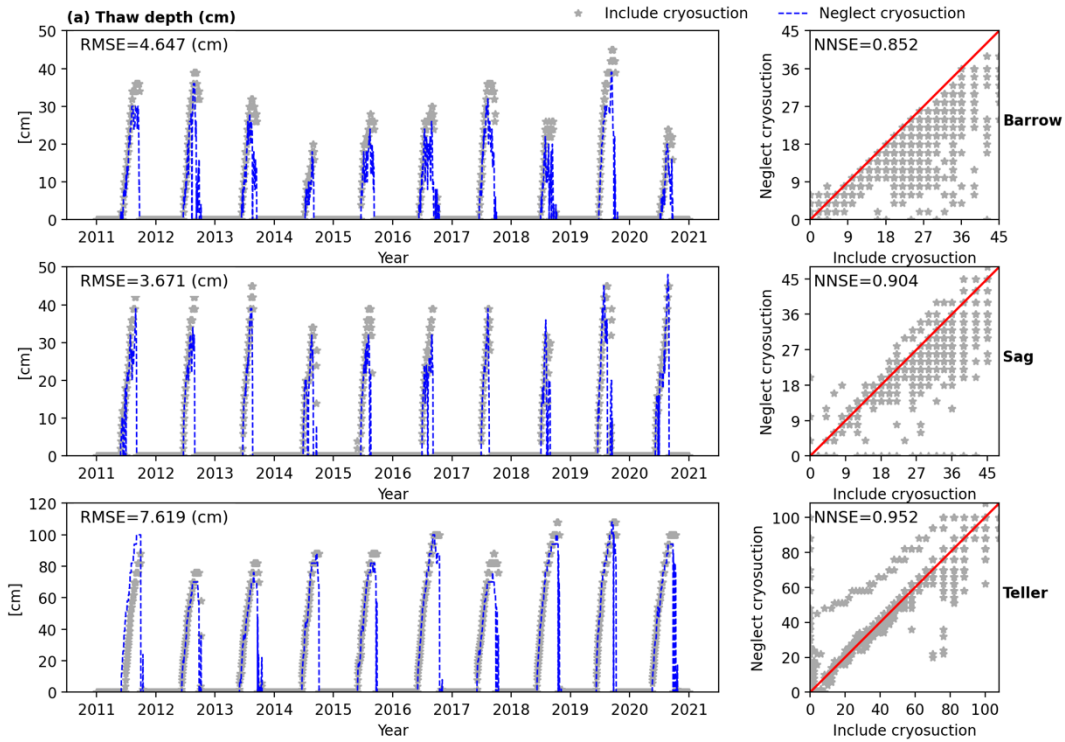 (a) Thaw depth (cm)
Include cryosuction
Neglect cryosuction
RMSE=4.647 (cm)
[cm]
50
40
30
20
10
0
2011 2012 2013 2014 2015 2016 2017 2018 2019 2020 2021
Year
NNSE=0.852
Neglect cryosuction
45
36
27
18
9
0
0 9 18 27 36 45
Include cryosuction
Barrow
RMSE=3.671 (cm)
[cm]
50
40
30
20
10
0
2011 2012 2013 2014 2015 2016 2017 2018 2019 2020 2021
Year
NNSE=0.904
Neglect cryosuction
45
36
27
18
9
0
0 9 18 27 36 45
Include cryosuction
Sag
RMSE=7.619 (cm)
[cm]
120
100
80
60
40
20
0
2011 2012 2013 2014 2015 2016 2017 2018 2019 2020 2021
Year
NNSE=0.952
Neglect cryosuction
100
80
60
40
20
0
0 20 40 60 80 100
Include cryosuction
Teller